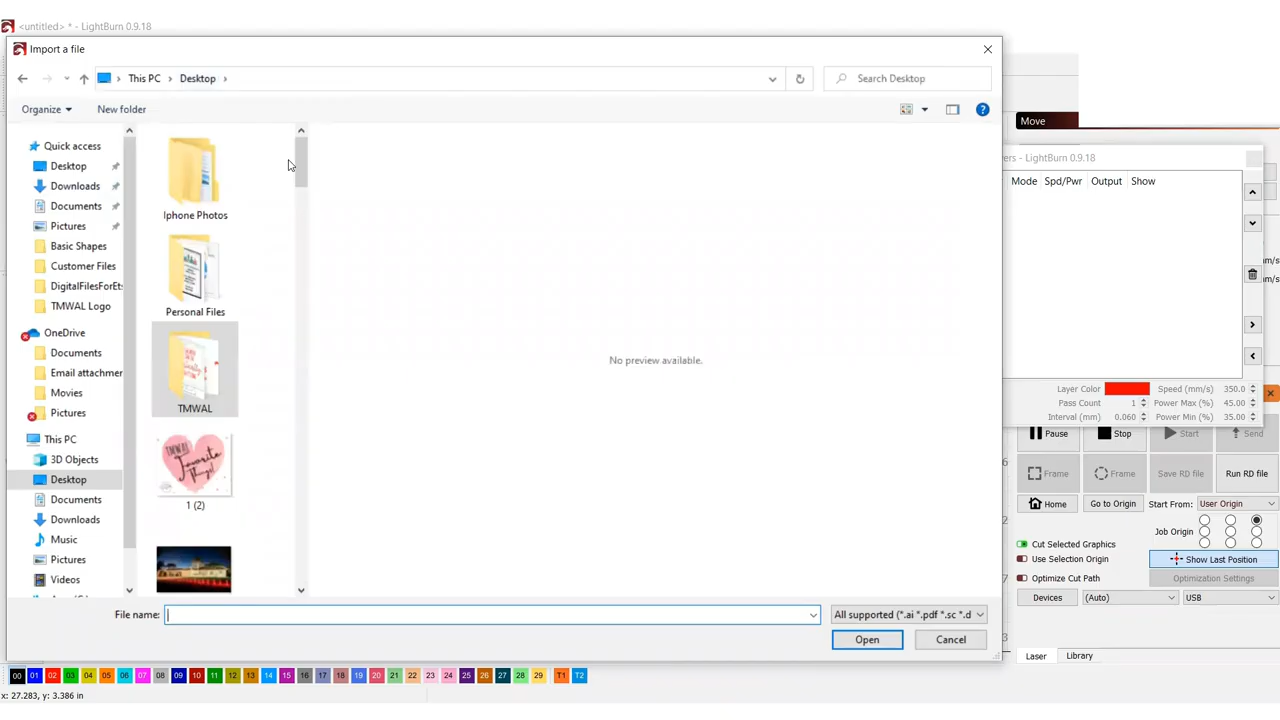 <untitled> * - LightBurn 0.9.18
Import a file
This PC > Desktop >
Search Desktop
Organize
New folder
Move
Quick access
Desktop
Downloads
Documents
Pictures
Basic Shapes
Customer Files
DigitalFilesForEts
TMWAL Logo
OneDrive
Documents
Email attachmer
Movies
Pictures
This PC
3D Objects
Desktop
Documents
Downloads
Music
Pictures
Videos
Iphone Photos
Personal Files
TMWAL
TMWAL
Favorite
Things!
1 (2)
No preview available.
ers - LightBurn 0.9.18
Mode Spd/Pwr Output Show
mm/s
mm/s
Layer Color Speed (mm/s) 350.0
Pass Count 1 Power Max (%) 45.00
Interval (mm) 0.060 Power Min (%) 35.00
Pause Stop Start Send
Frame Frame Save RD file Run RD file
Home Go to Origin Start From: User Origin
Job Origin
Cut Selected Graphics
Use Selection Origin Show Last Position
Optimize Cut Path Optimization Settings
Devices (Auto) USB
File name:
All supported (*.ai *.pdf *.sc *.d
Open Cancel
Laser Library
00 01 02 03 04 05 06 07 08 09 10 11 12 13 14 15 16 17 18 19 20 21 22 23 24 25 26 27 28 29 T1 T2
x: 27.283, y: 3.386 in